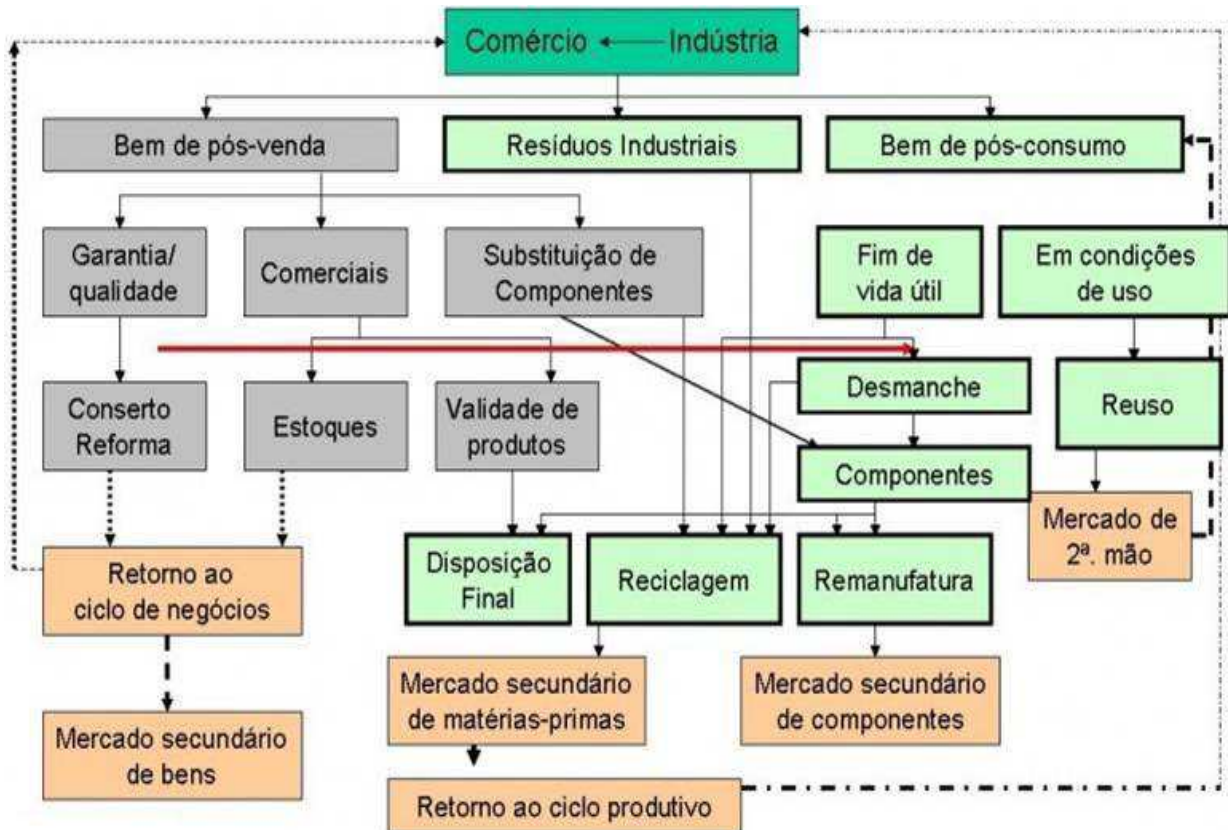 Comércio Indústria
Bem de pós-venda
Resíduos Industriais
Bem de pós-consumo
Garantia/
qualidade
Comerciais
Substituição de
Componentes
Fim de
vida útil
Em condições
de uso
Conserto
Reforma
Estoques
Validade de
produtos
Desmanche
Reuso
Componentes
Retorno ao
ciclo de negócios
Disposição
Final
Reciclagem
Remanufatura
Mercado de
2ª. mão
Mercado secundário
de bens
Mercado secundário
de matérias-primas
Mercado secundário
de componentes
Retorno ao ciclo produtivo